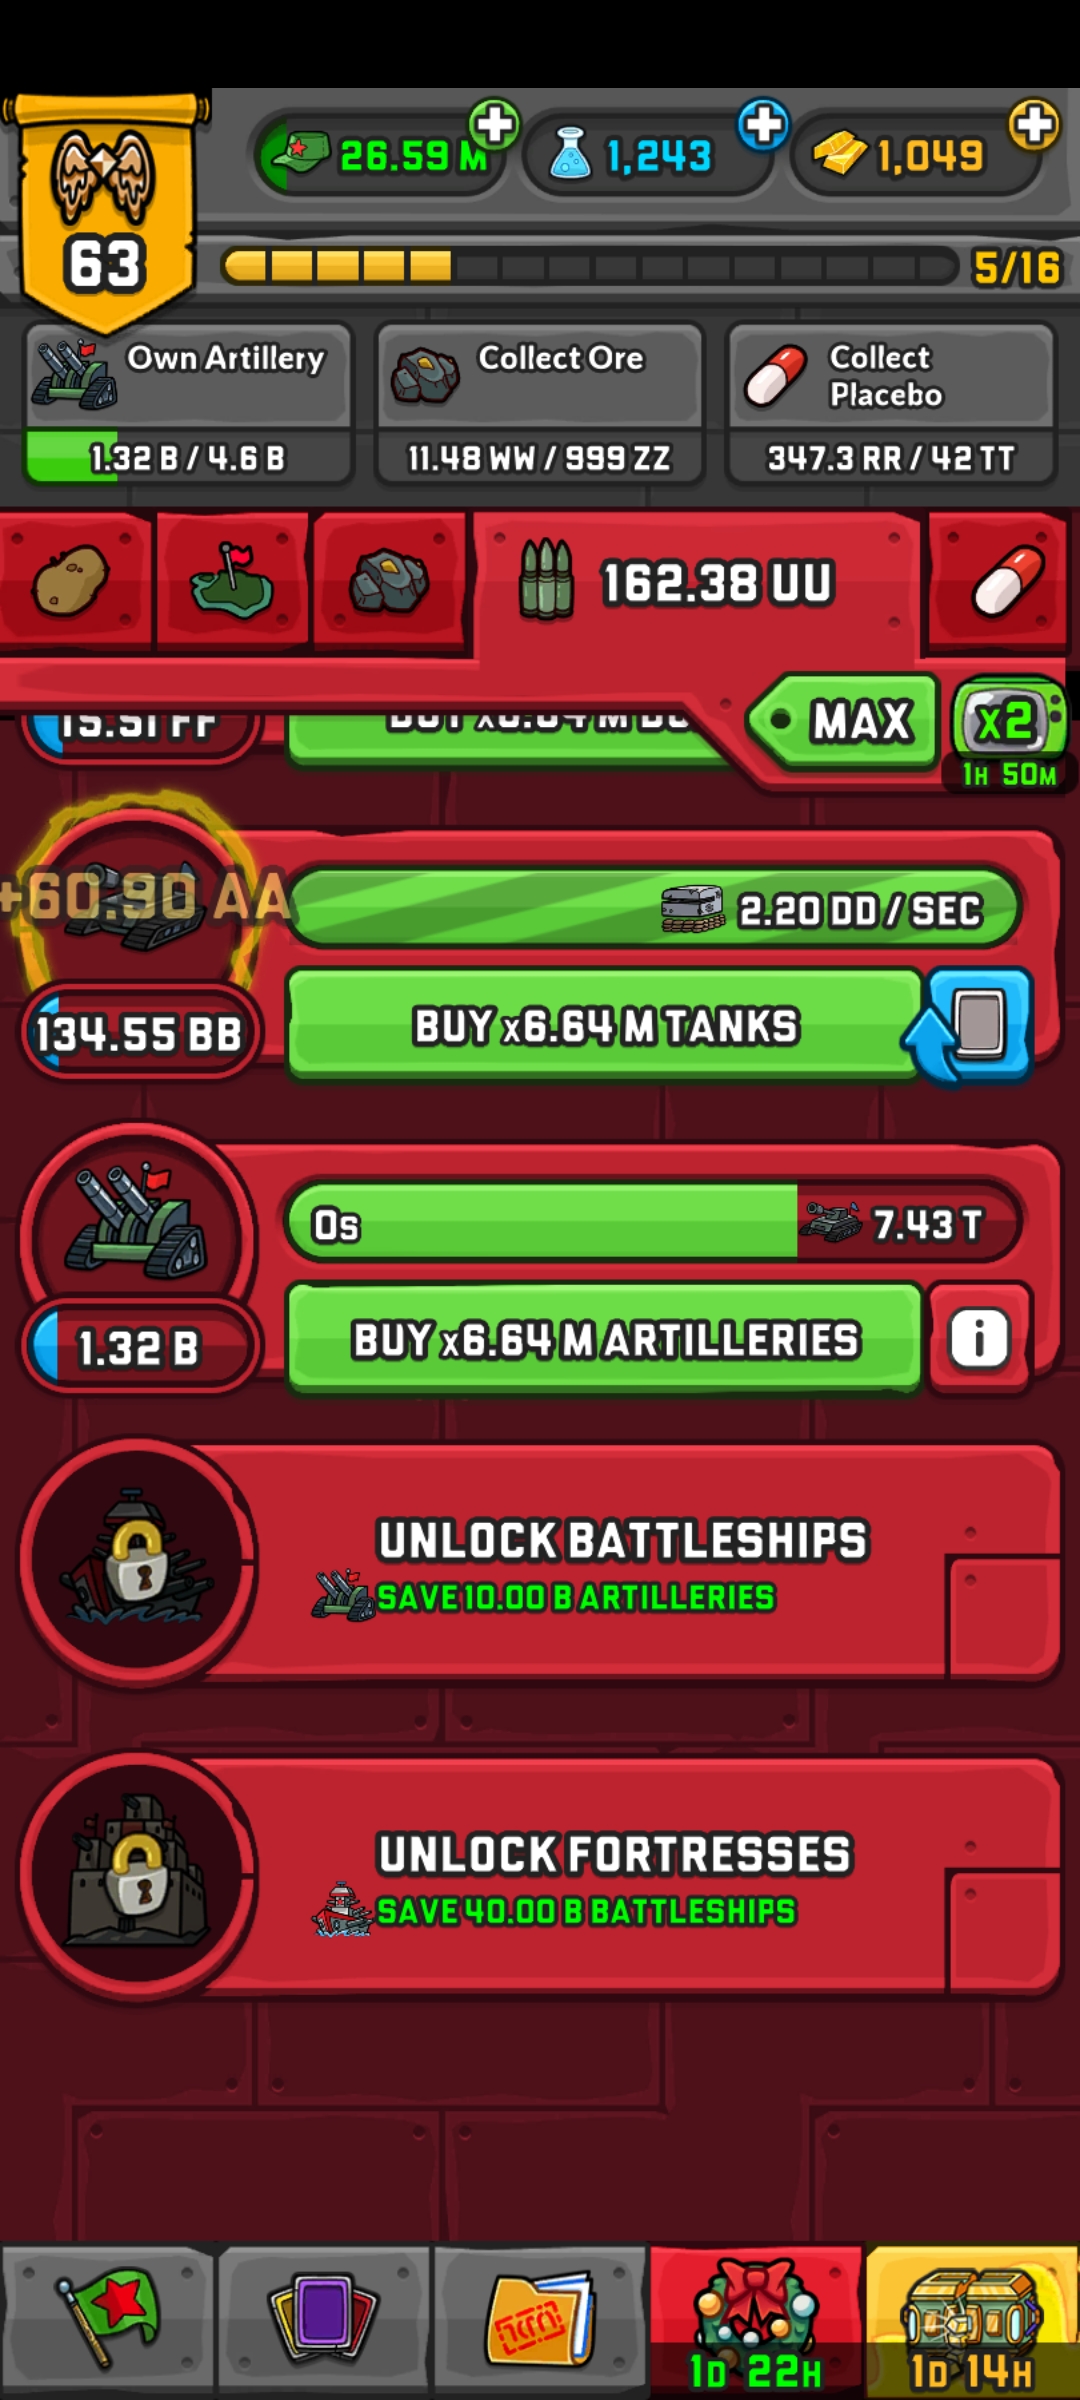 26.59 M
1,243
1,049
63
5/16
Own Artillery
1.32 B / 4.6 B
Collect Ore
11.48 WW / 999 ZZ
Collect
Placebo
347.3 RR / 42 TT
162.38 UU
MAX
x2
1H 50M
15.51 FF
+60.90 AA
2.20 DD / SEC
134.55 BB
BUY x6.64 M TANKS
0s
7.43 T
1.32 B
BUY x6.64 M ARTILLERIES
i
UNLOCK BATTLESHIPS
SAVE 10.00 B ARTILLERIES
UNLOCK FORTRESSES
SAVE 40.00 B BATTLESHIPS
1D 22H
1D 14H